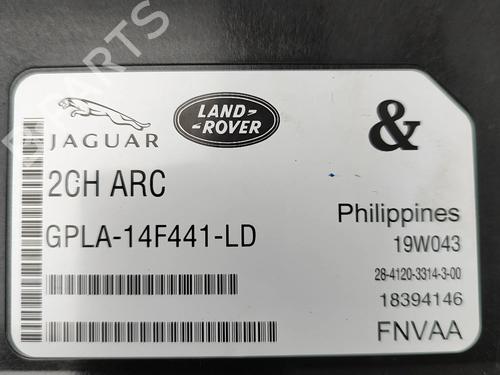 JAGUAR
LAND-
-ROVER
&
2CH ARC
GPLA-14F441-LD
Philippines
19W043
28-4120-3314-3-00
18394146
FNVAA